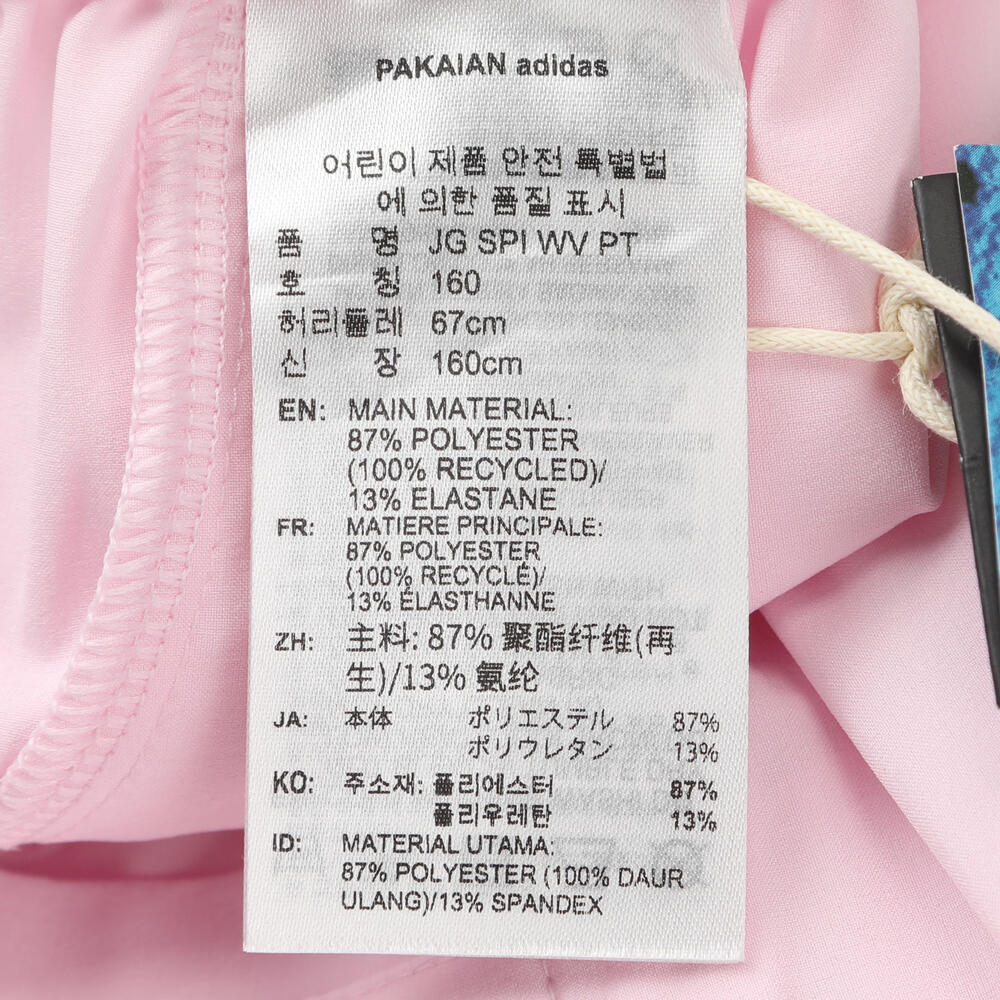 PAKAIAN adidas
어린이 제품 안전 특별법
에 의한 품질 표시
품 명 JG SPI WV PT
호 칭 160
허리둘레 67cm
신 장 160cm
EN: MAIN MATERIAL:
87% POLYESTER
(100% RECYCLED)/
13% ELASTANE
FR: MATIERE PRINCIPALE:
87% POLYESTER
(100% RECYCLÉ)/
13% ÉLASTHANNE
ZH: 主料: 87% 聚酯纤维(再
生)/13% 氨纶
JA: 本体 ポリエステル 87%
ポリウレタン 13%
KO: 주소재: 폴리에스터 87%
폴리우레탄 13%
ID: MATERIAL UTAMA:
87% POLYESTER (100% DAUR
ULANG)/13% SPANDEX